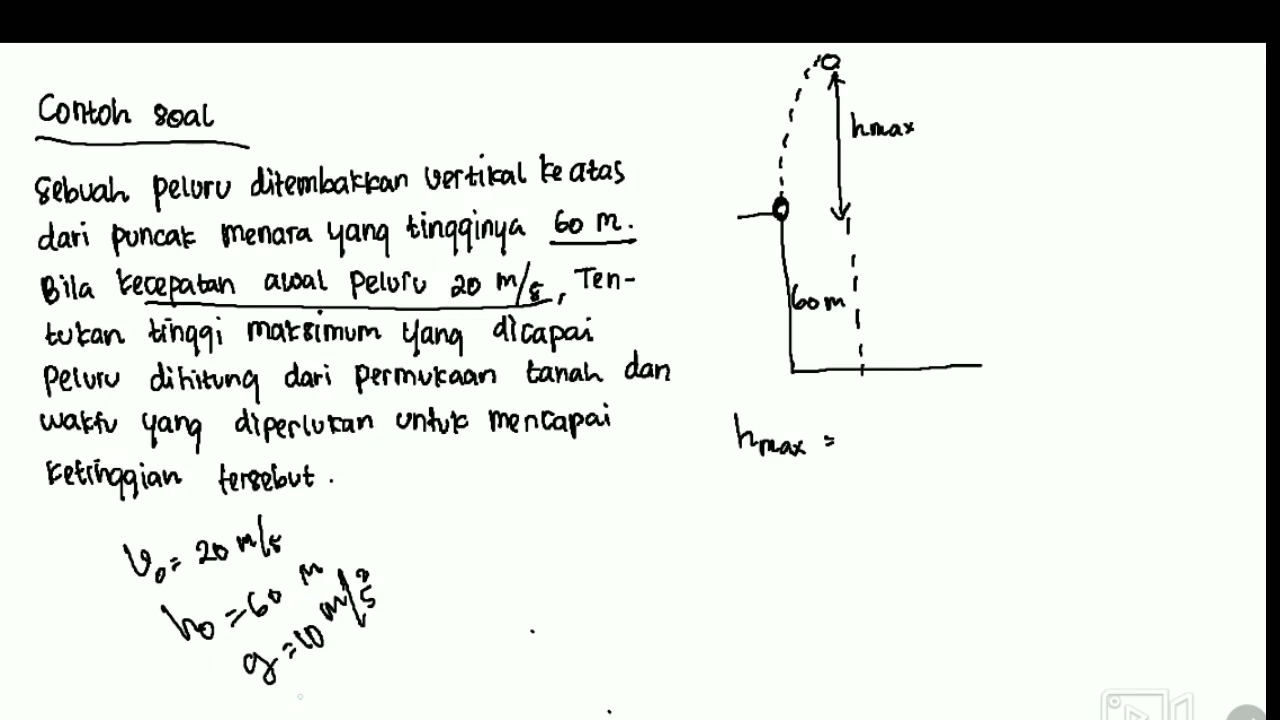 Contoh soal
Sebuah peluru ditembakkan vertikal ke atas
dari puncak menara yang tingginya 60 m.
Bila kecepatan awal peluru 20 m/s, Ten-
tukan tinggi maksimum yang dicapai
Peluru dihitung dari permukaan tanah dan
waktu yang diperlukan untuk mencapai
ketinggian tersebut.
v₀ = 20 m/s
h₀ = 60 m
g = 10 m/s²
hmax
60 m
hmax =